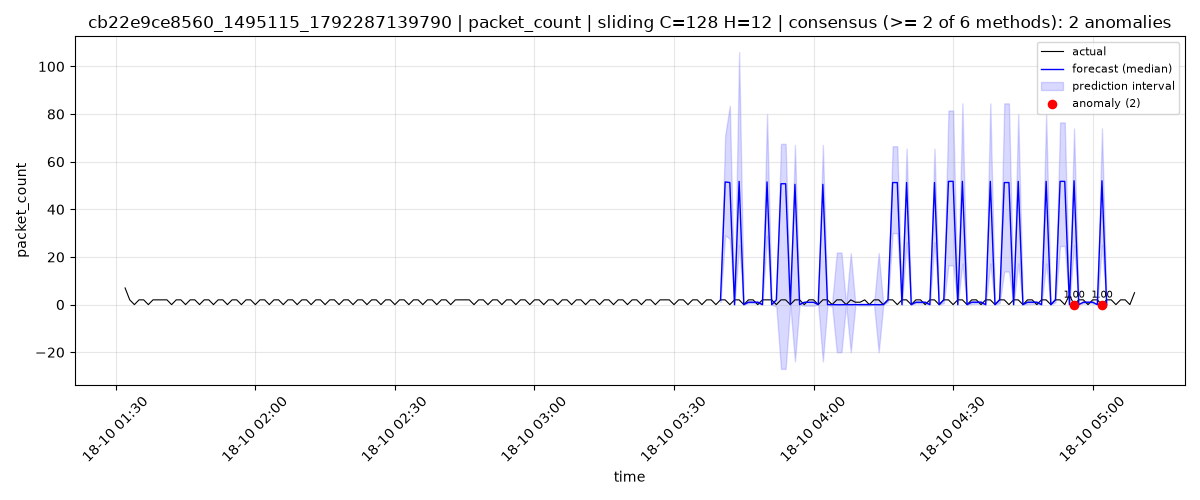 cb22e9ce8560_1495115_1792287139790 | packet_count | sliding C=128 H=12 | consensus (>= 2 of 6 methods): 2 anomalies
actual
forecast (median)
prediction interval
anomaly (2)
packet_count
100
80
60
40
20
0
−20
1.00
1.00
18-10 01:30
18-10 02:00
18-10 02:30
18-10 03:00
18-10 03:30
18-10 04:00
18-10 04:30
18-10 05:00
time